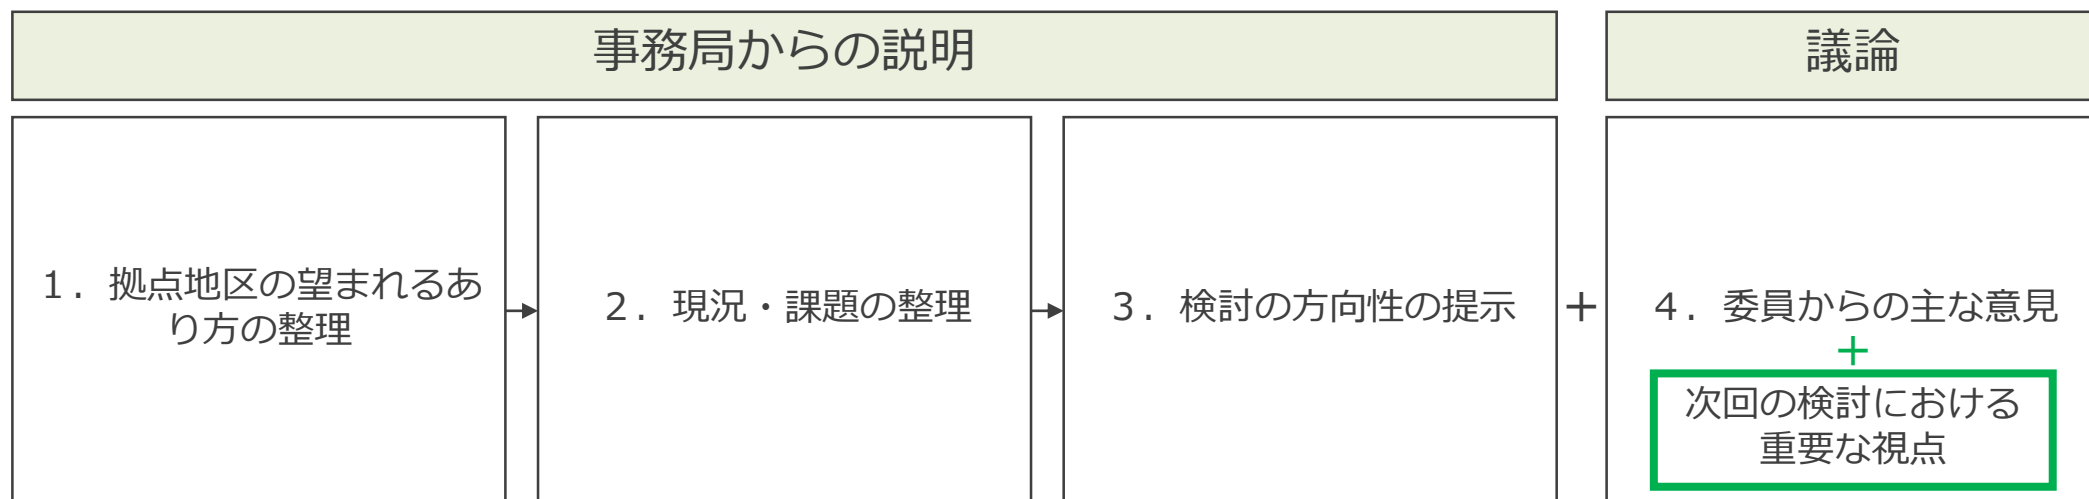 事務局からの説明
議論
１．拠点地区の望まれるあ
り方の整理
２．現況・課題の整理
３．検討の方向性の提示
＋
４．委員からの主な意見
＋
次回の検討における
重要な視点